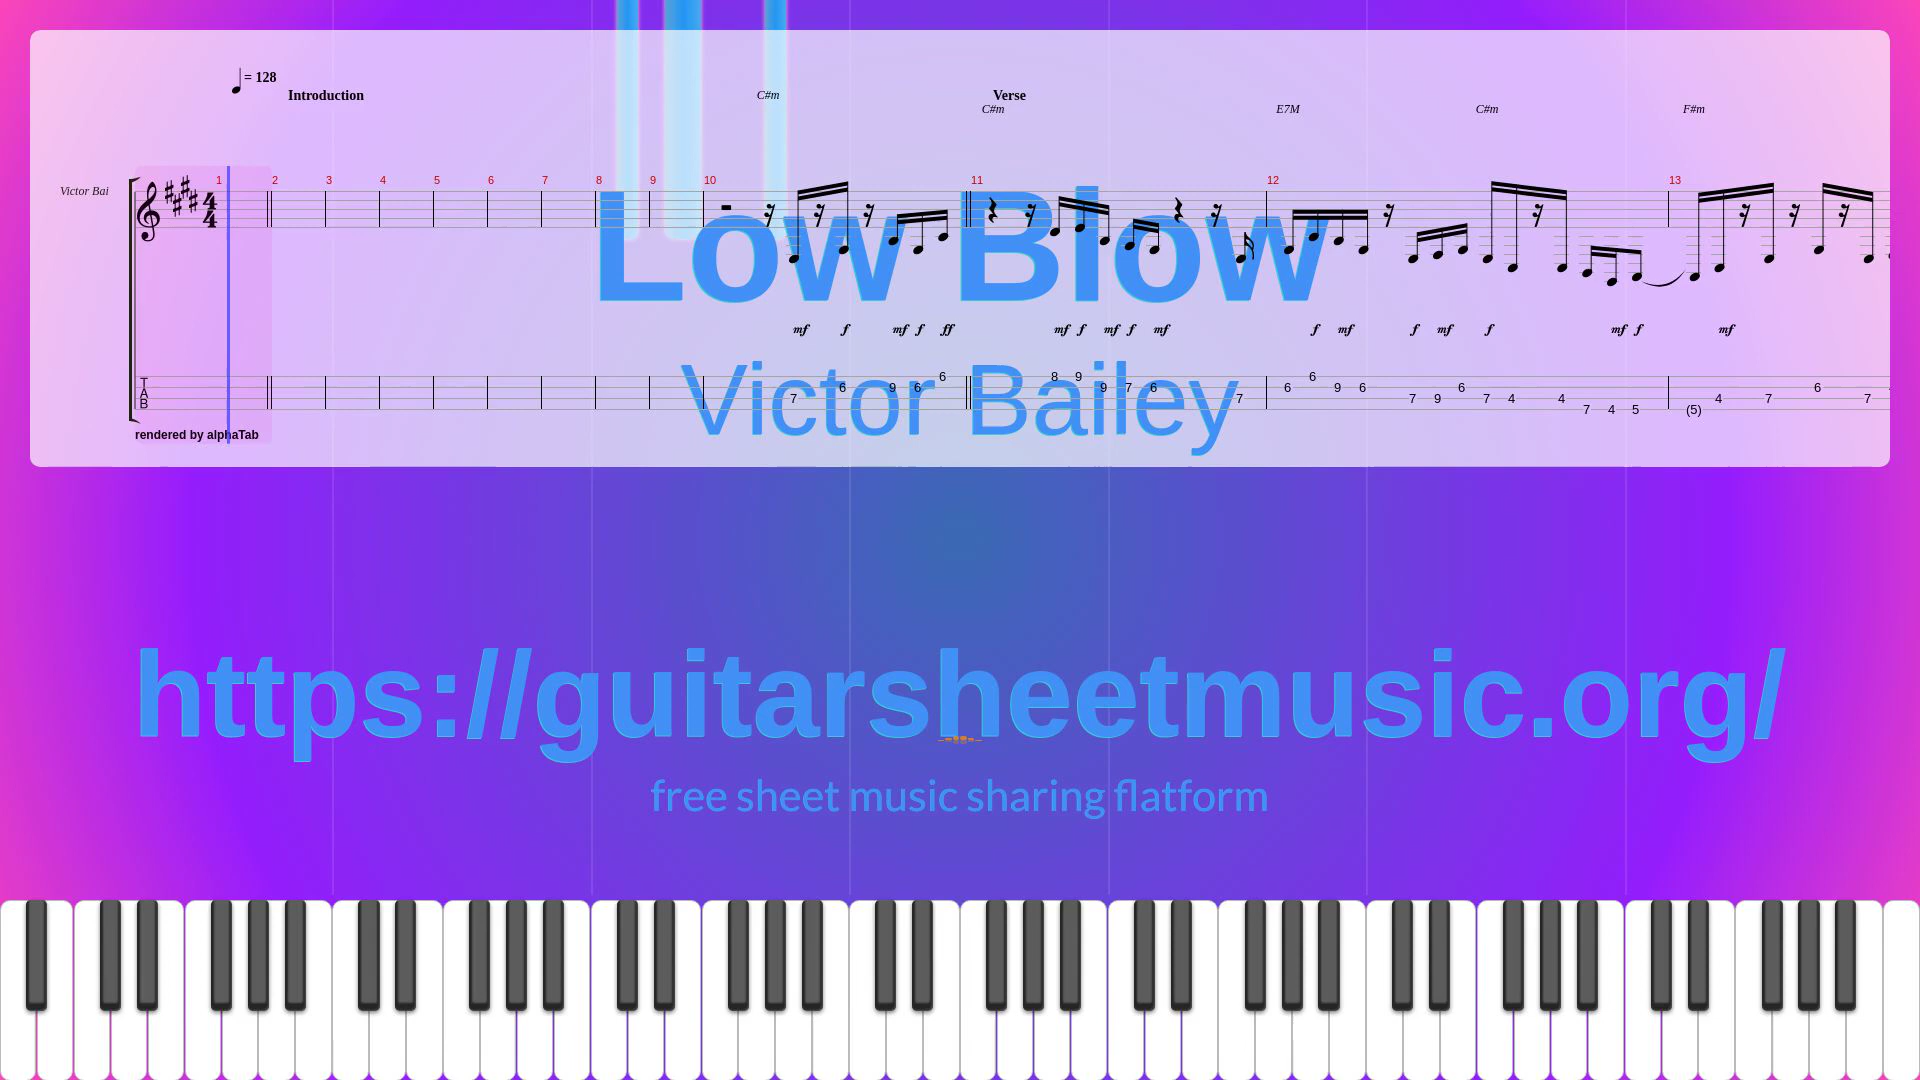 = 128
Introduction
C#m
Verse
C#m
E7M
C#m
F#m
Victor Bai
1 2 3 4 5 6 7 8 9 10 11 12 13
4
4
Low Blow
mf f mf f ff mf f mf f mf f mf f mf f mf f mf
Victor Bailey
T
A
B
7 6 9 6 6 8 9 9 7 6 7 6 6 9 6 7 9 6 7 4 4 7 4 5 (5) 4 7 6 7
rendered by alphaTab
https://guitarsheetmusic.org/
free sheet music sharing flatform